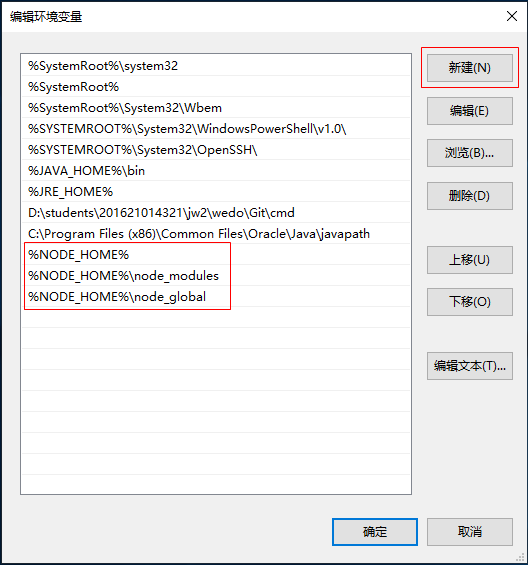 编辑环境变量
%SystemRoot%\system32
%SystemRoot%
%SystemRoot%\System32\Wbem
%SYSTEMROOT%\System32\WindowsPowerShell\v1.0\
%SYSTEMROOT%\System32\OpenSSH\
%JAVA_HOME%\bin
%JRE_HOME%
D:\students\201621014321\jw2\wedo\Git\cmd
C:\Program Files (x86)\Common Files\Oracle\Java\javapath
%NODE_HOME%
%NODE_HOME%\node_modules
%NODE_HOME%\node_global
新建(N)
编辑(E)
浏览(B)...
删除(D)
上移(U)
下移(O)
编辑文本(T)...
确定
取消